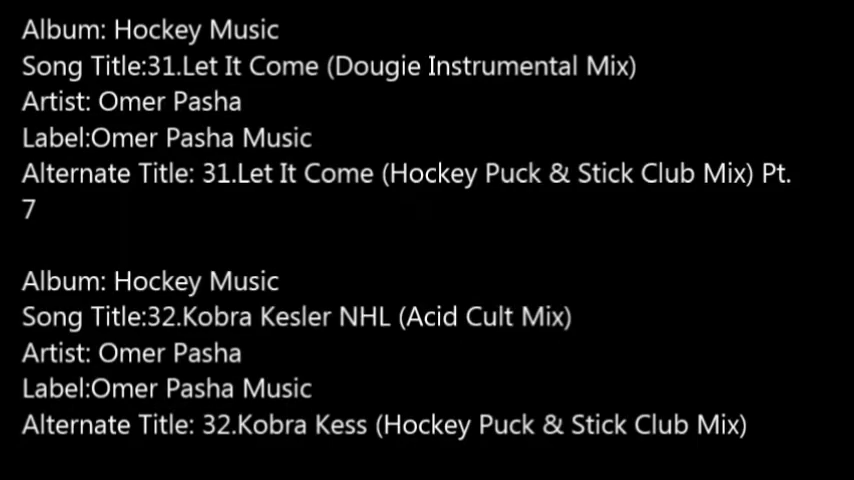 Album: Hockey Music
Song Title:31.Let It Come (Dougie Instrumental Mix)
Artist: Omer Pasha
Label:Omer Pasha Music
Alternate Title: 31.Let It Come (Hockey Puck & Stick Club Mix) Pt.
7
Album: Hockey Music
Song Title:32.Kobra Kesler NHL (Acid Cult Mix)
Artist: Omer Pasha
Label:Omer Pasha Music
Alternate Title: 32.Kobra Kess (Hockey Puck & Stick Club Mix)